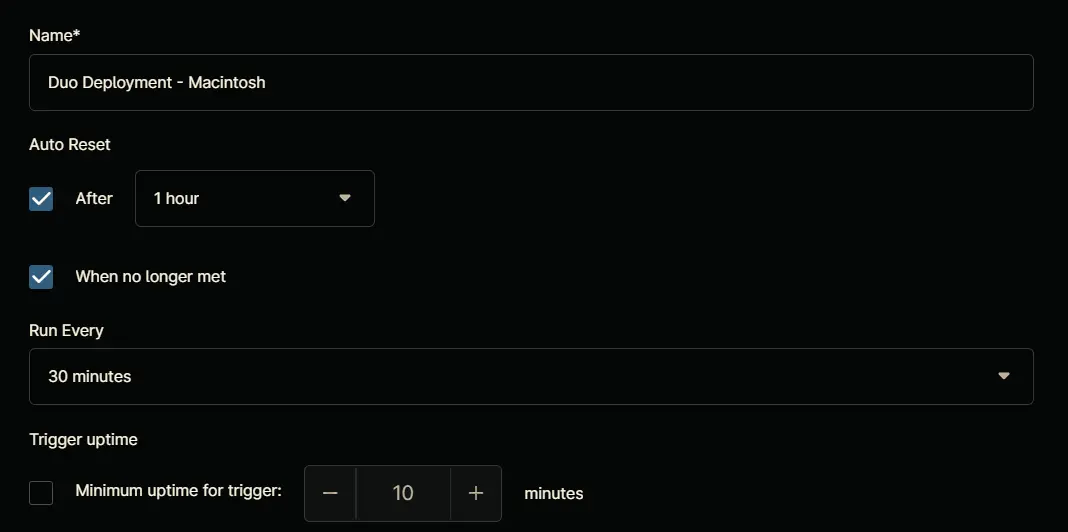 Name*
Duo Deployment - Macintosh
Auto Reset
After 1 hour
When no longer met
Run Every
30 minutes
Trigger uptime
Minimum uptime for trigger: − 10 + minutes